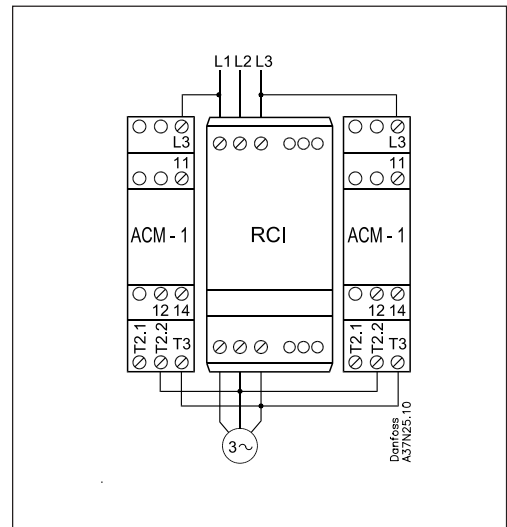 L1 L2 L3
L3
11
ACM - 1
12 14
T2.1
T2.2
T3
RCI
L3
11
ACM - 1
12 14
T2.1
T2.2
T3
3~
Danfoss
A37N25.10